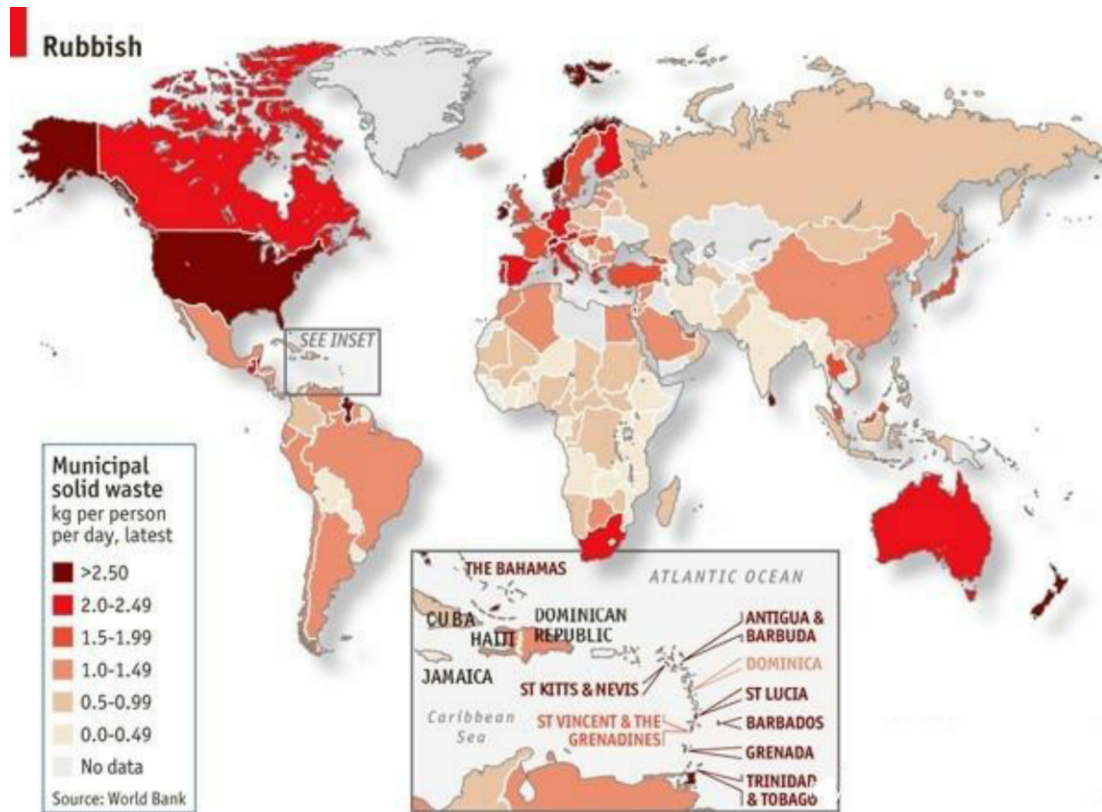 Rubbish
SEE INSET
Municipal
solid waste
kg per person
per day, latest
>2.50
2.0-2.49
1.5-1.99
1.0-1.49
0.5-0.99
0.0-0.49
No data
Source: World Bank
THE BAHAMAS
ATLANTIC OCEAN
CUBA
HAIJI
DOMINICAN
REPUBLIC
JAMAICA
ANTIGUA &
BARBUDA
DOMINICA
ST KITTS & NEVIS
ST LUCIA
Caribbean
Sea
ST VINCENT & THE
GRENADINES
BARBADOS
GRENADA
TRINIDAD
& TOBAGO